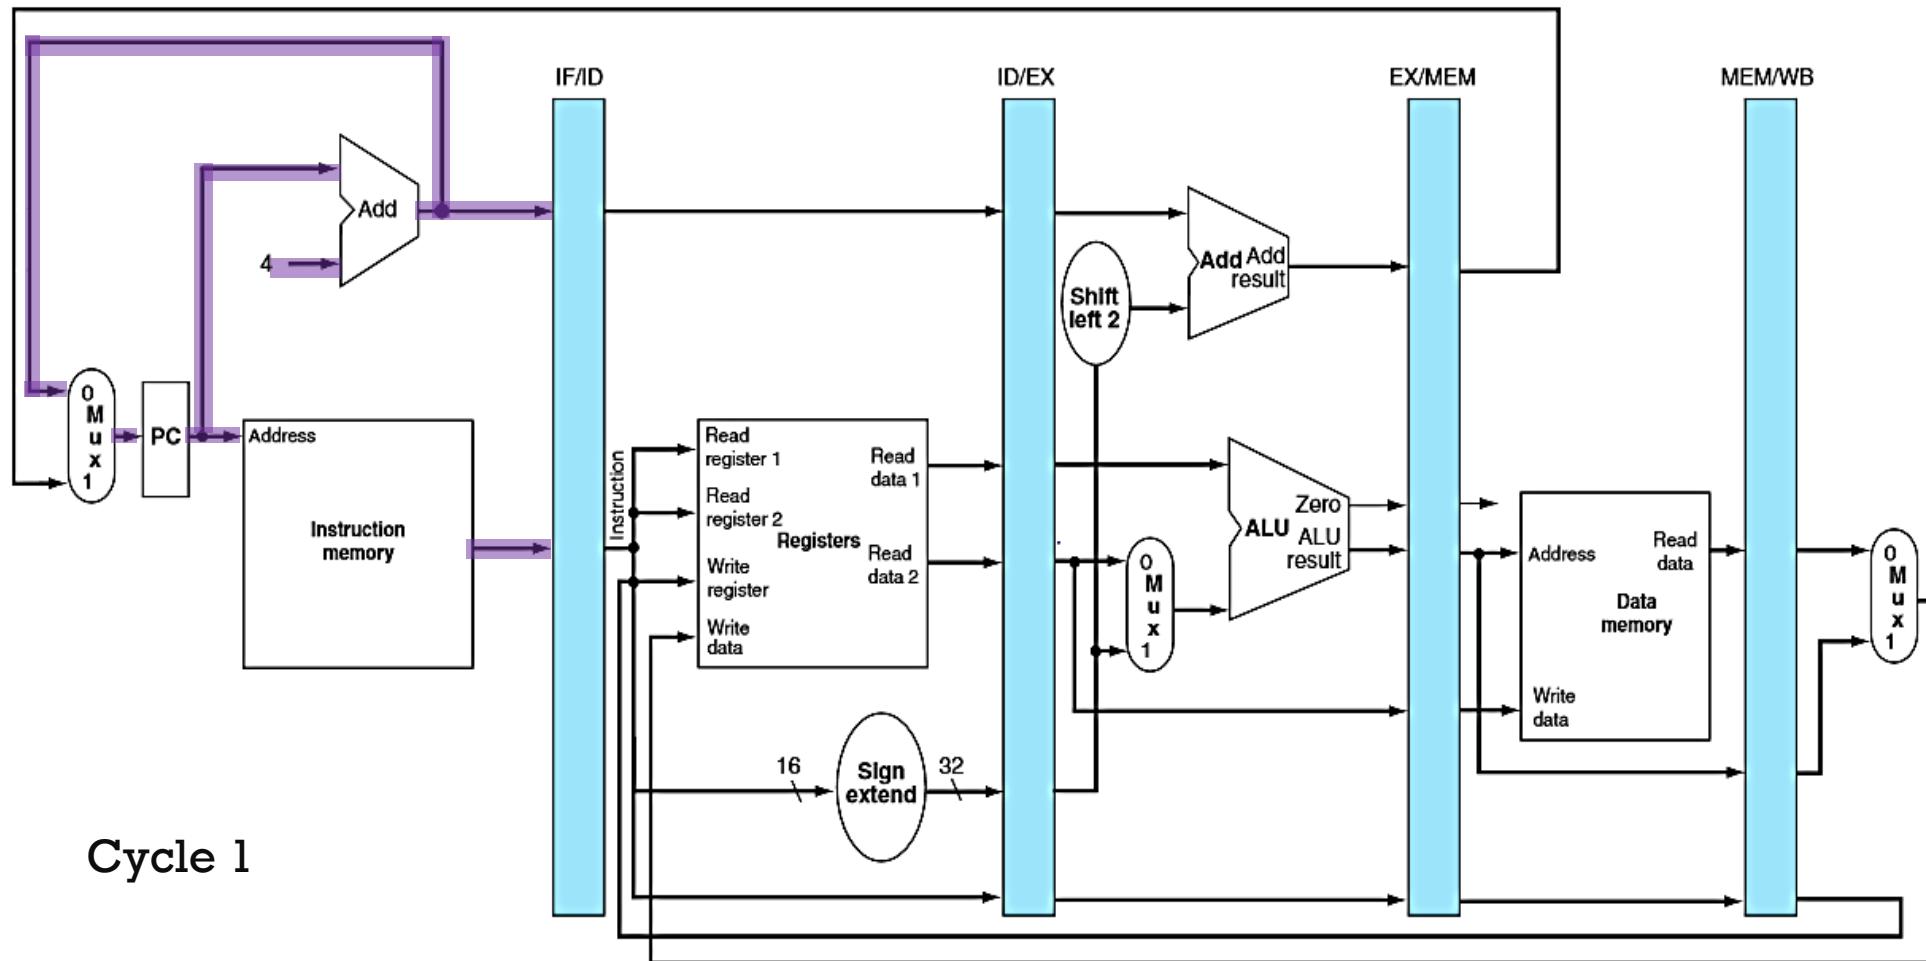 IF/ID
ID/EX
EX/MEM
MEM/WB
Add
4
Add
Add
result
Shift
left 2
0
M
u
x
1
PC
Address
Instruction
memory
Instruction
Read
register 1
Read
register 2
Write
register
Write
data
Registers
Read
data 1
Read
data 2
16
Sign
extend
32
0
M
u
x
1
Zero
ALU
ALU
result
Address
Read
data
Data
memory
Write
data
0
M
u
x
1
Cycle 1